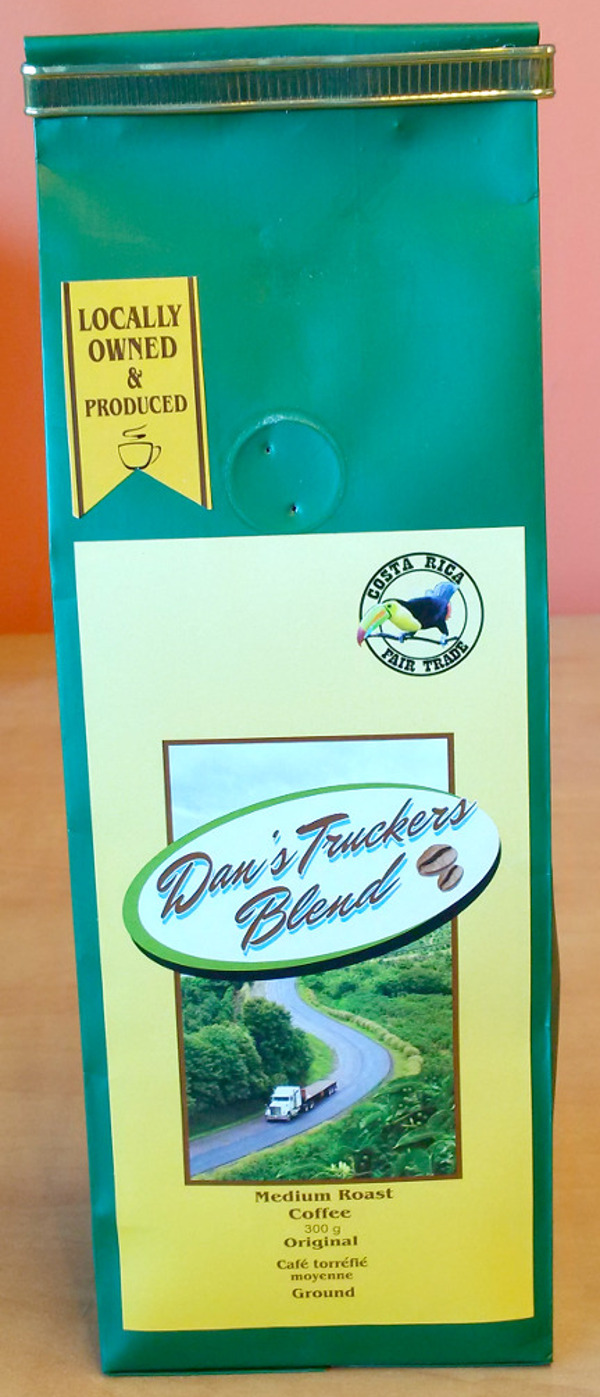 LOCALLY
OWNED
&
PRODUCED
COSTA RICA
FAIR TRADE
Dan's Truckers
Blend
Medium Roast
Coffee
300 g
Original
Café torréfié
moyenne
Ground